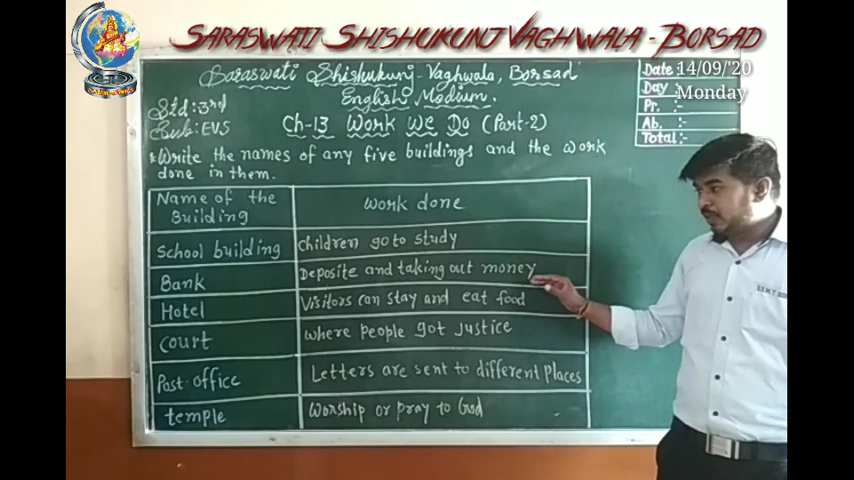 SARASWATI SHISHUKUNJ VAGHWALA - BORSAD
Saraswati Shishukunj-Vaghwala, Borsad
English Medium.
Std:3rd
Sub:EVS
Ch-13 Work We Do (Part-2)
Date:- 14/09/'20
Day:- Monday
Pr. :-
Ab. :-
Total:-
*Write the names of any five buildings and the work
done in them.
Name of the Building | Work done
School building | Children go to study
Bank | Deposite and taking out money
Hotel | Visitors can stay and eat food
Court | where people got justice
Post office | Letters are sent to different places
temple | Worship or pray to God